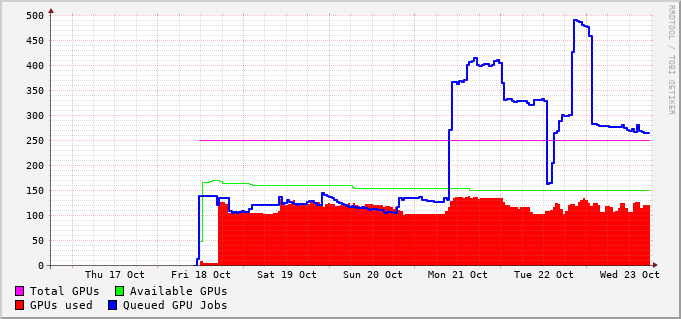 500
450
400
350
300
250
200
150
100
50
0
Thu 17 Oct Fri 18 Oct Sat 19 Oct Sun 20 Oct Mon 21 Oct Tue 22 Oct Wed 23 Oct
Total GPUs Available GPUs
GPUs used Queued GPU Jobs
RRDTOOL / TOBI OETIKER